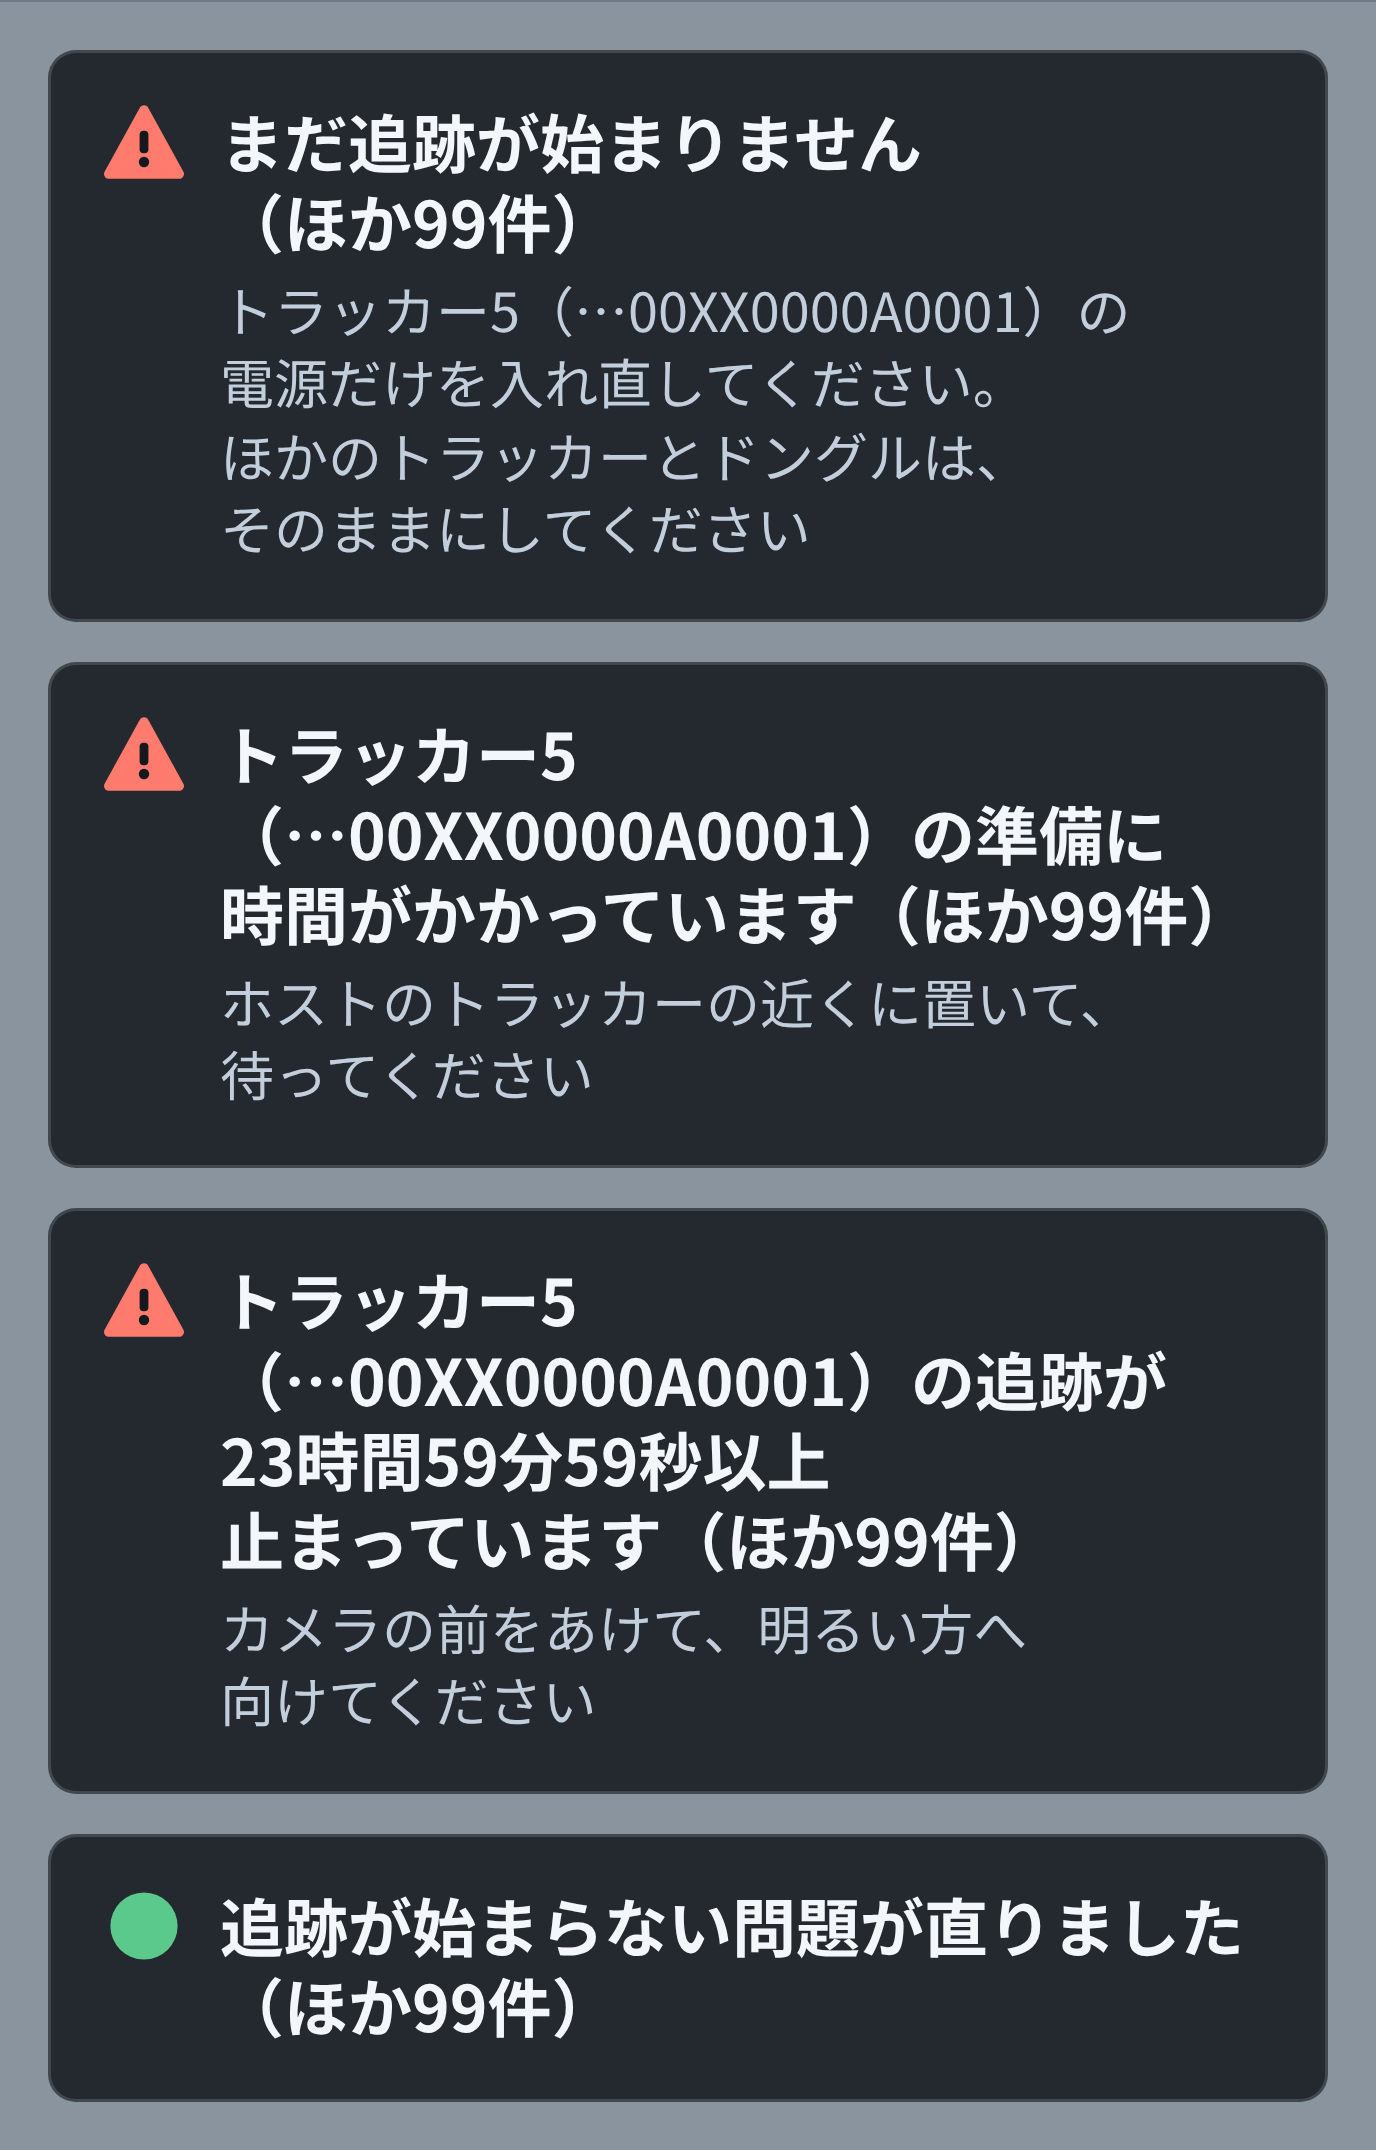 まだ追跡が始まりません
（ほか99件）
トラッカー5（…00XX0000A0001）の
電源だけを入れ直してください。
ほかのトラッカーとドングルは、
そのままにしてください
トラッカー5
（…00XX0000A0001）の準備に
時間がかかっています（ほか99件）
ホストのトラッカーの近くに置いて、
待ってください
トラッカー5
（…00XX0000A0001）の追跡が
23時間59分59秒以上
止まっています（ほか99件）
カメラの前をあけて、明るい方へ
向けてください
追跡が始まらない問題が直りました
（ほか99件）